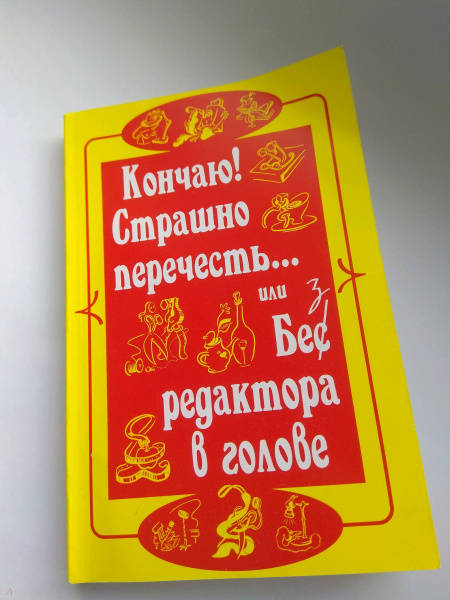 Кончаю!
Страшно
перечесть...
или з
Бес
редактора
в голове